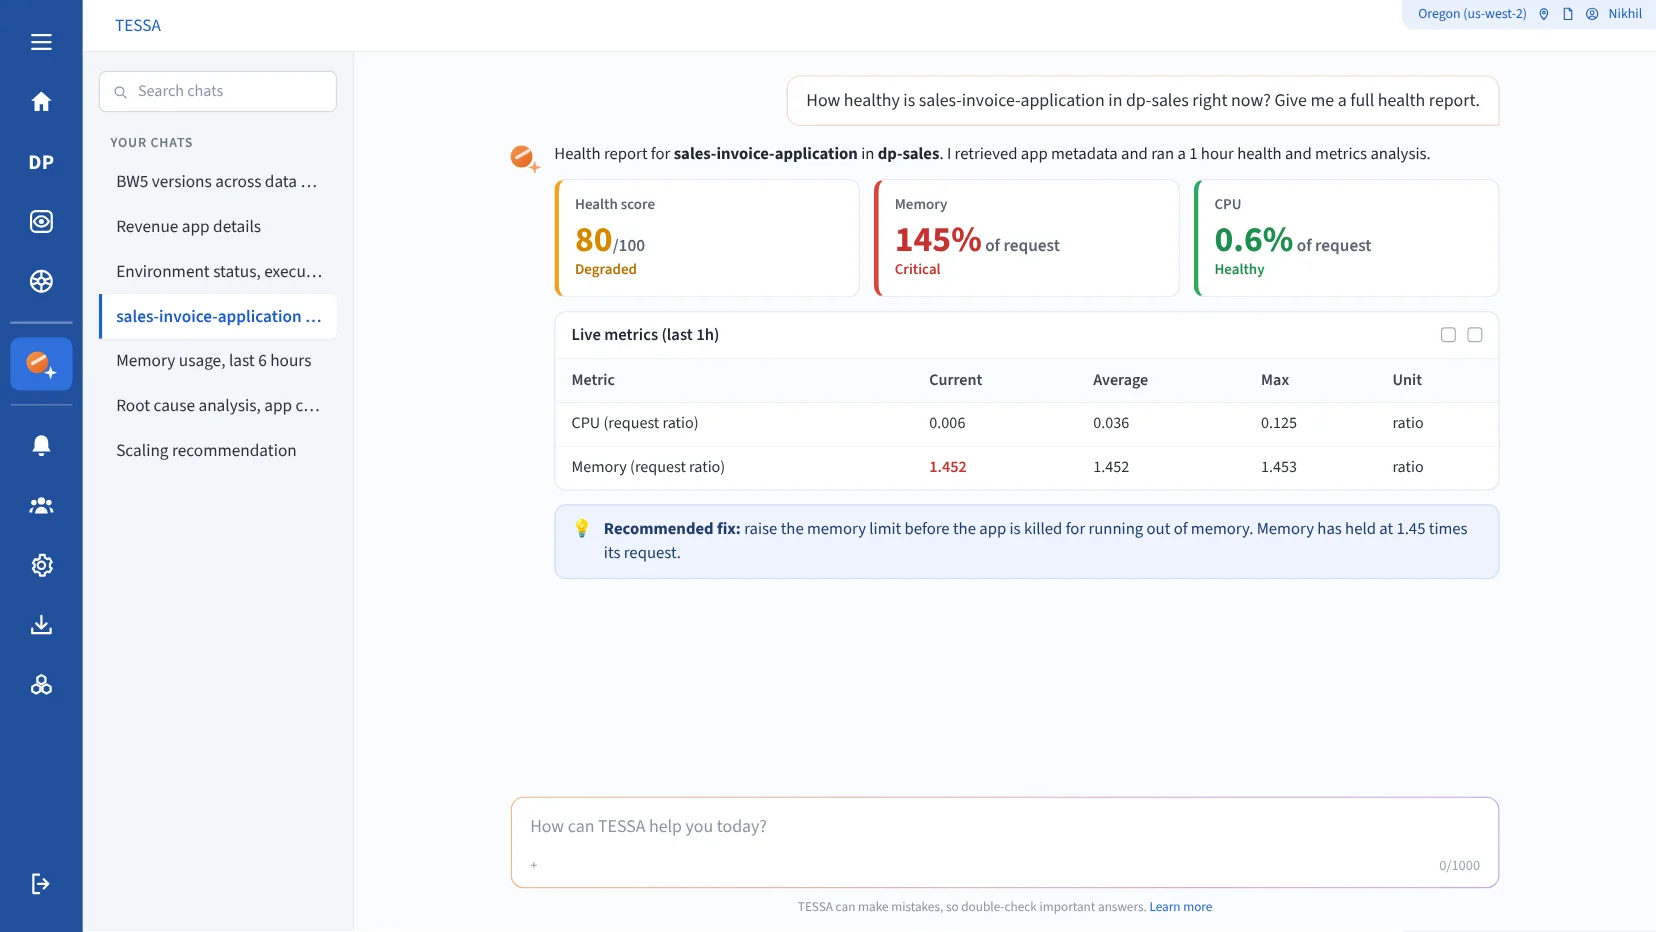 TESSA
Oregon (us-west-2)
Nikhil
DP
Search chats
YOUR CHATS
BW5 versions across data …
Revenue app details
Environment status, execu…
sales-invoice-application …
Memory usage, last 6 hours
Root cause analysis, app c…
Scaling recommendation
How healthy is sales-invoice-application in dp-sales right now? Give me a full health report.
Health report for sales-invoice-application in dp-sales. I retrieved app metadata and ran a 1 hour health and metrics analysis.
Health score
80/100
Degraded
Memory
145% of request
Critical
CPU
0.6% of request
Healthy
Live metrics (last 1h)
Metric Current Average Max Unit
CPU (request ratio) 0.006 0.036 0.125 ratio
Memory (request ratio) 1.452 1.452 1.453 ratio
Recommended fix: raise the memory limit before the app is killed for running out of memory. Memory has held at 1.45 times
its request.
How can TESSA help you today?
+
0/1000
TESSA can make mistakes, so double-check important answers. Learn more